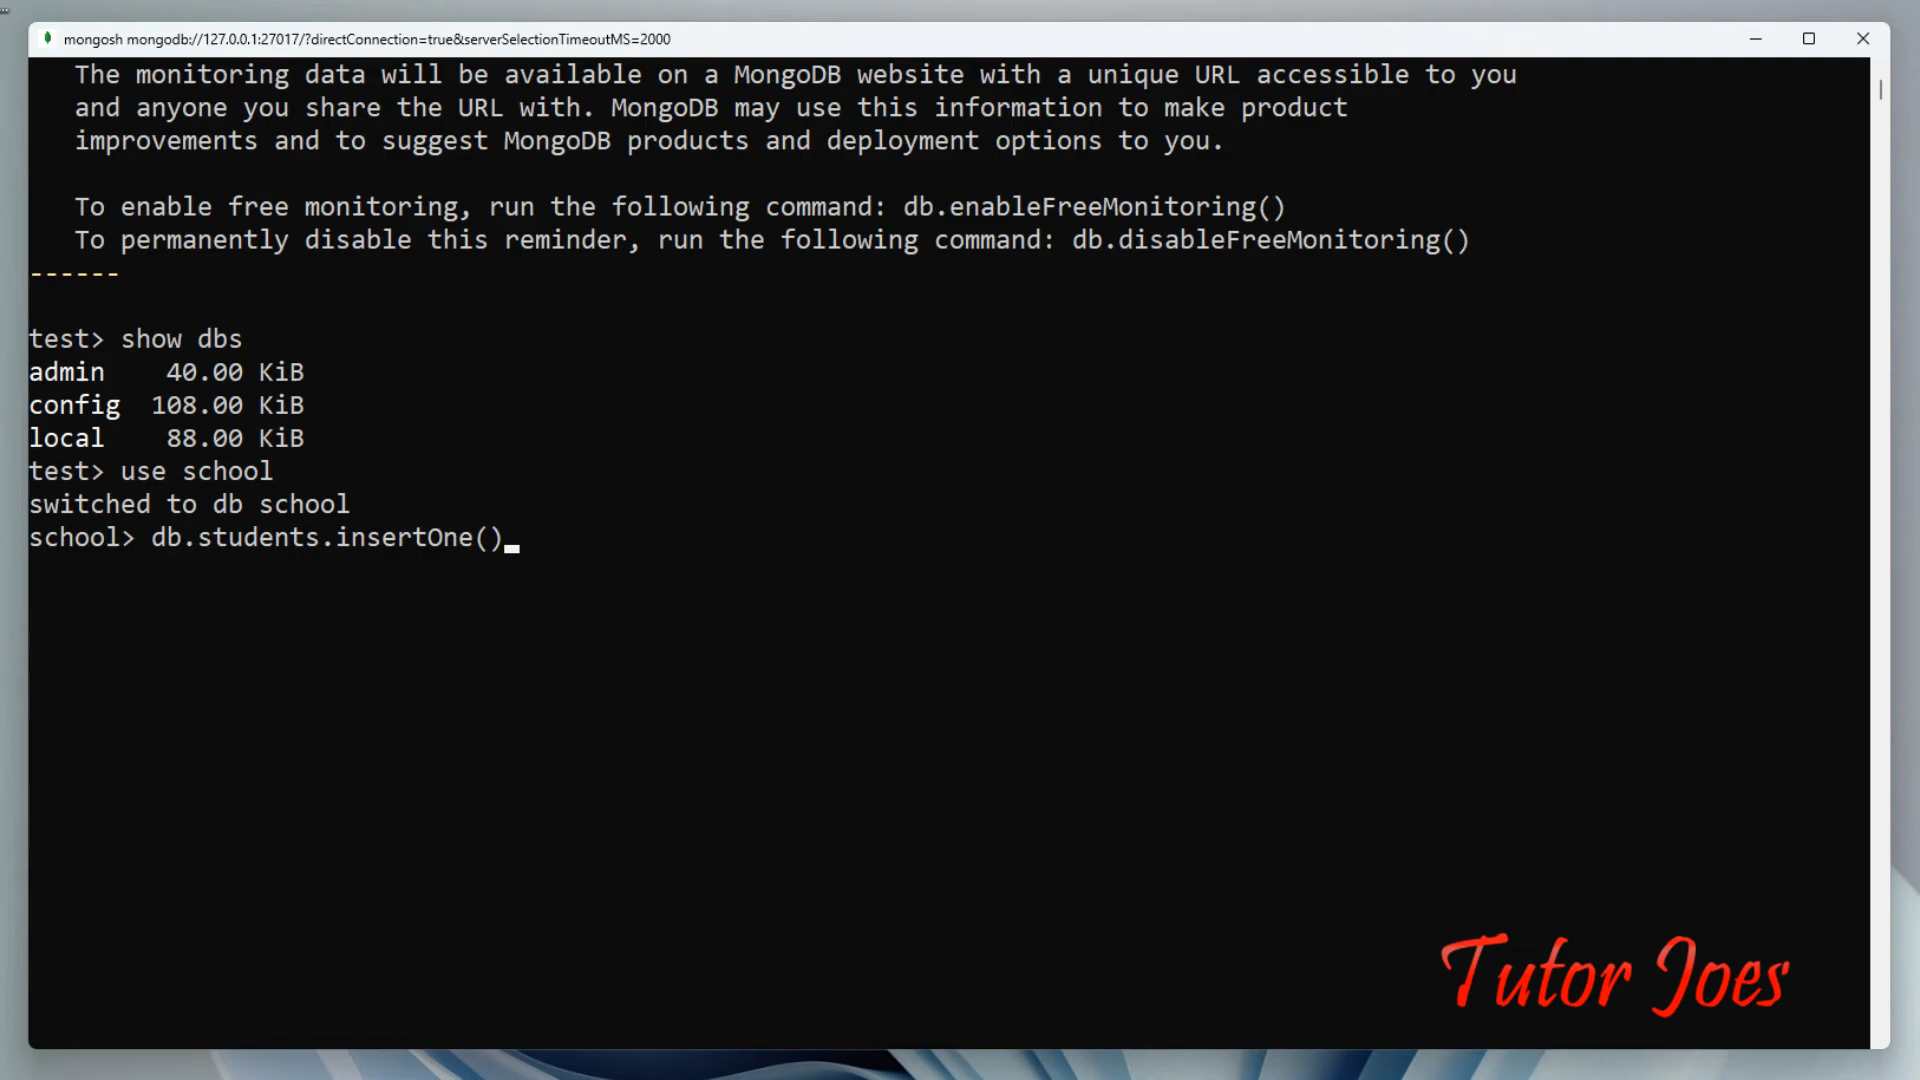 mongosh mongodb://127.0.0.1:27017/?directConnection=true&serverSelectionTimeoutMS=2000
The monitoring data will be available on a MongoDB website with a unique URL accessible to you
and anyone you share the URL with. MongoDB may use this information to make product
improvements and to suggest MongoDB products and deployment options to you.
To enable free monitoring, run the following command: db.enableFreeMonitoring()
To permanently disable this reminder, run the following command: db.disableFreeMonitoring()
------
test> show dbs
admin    40.00 KiB
config  108.00 KiB
local    88.00 KiB
test> use school
switched to db school
school> db.students.insertOne()
Tutor Joes